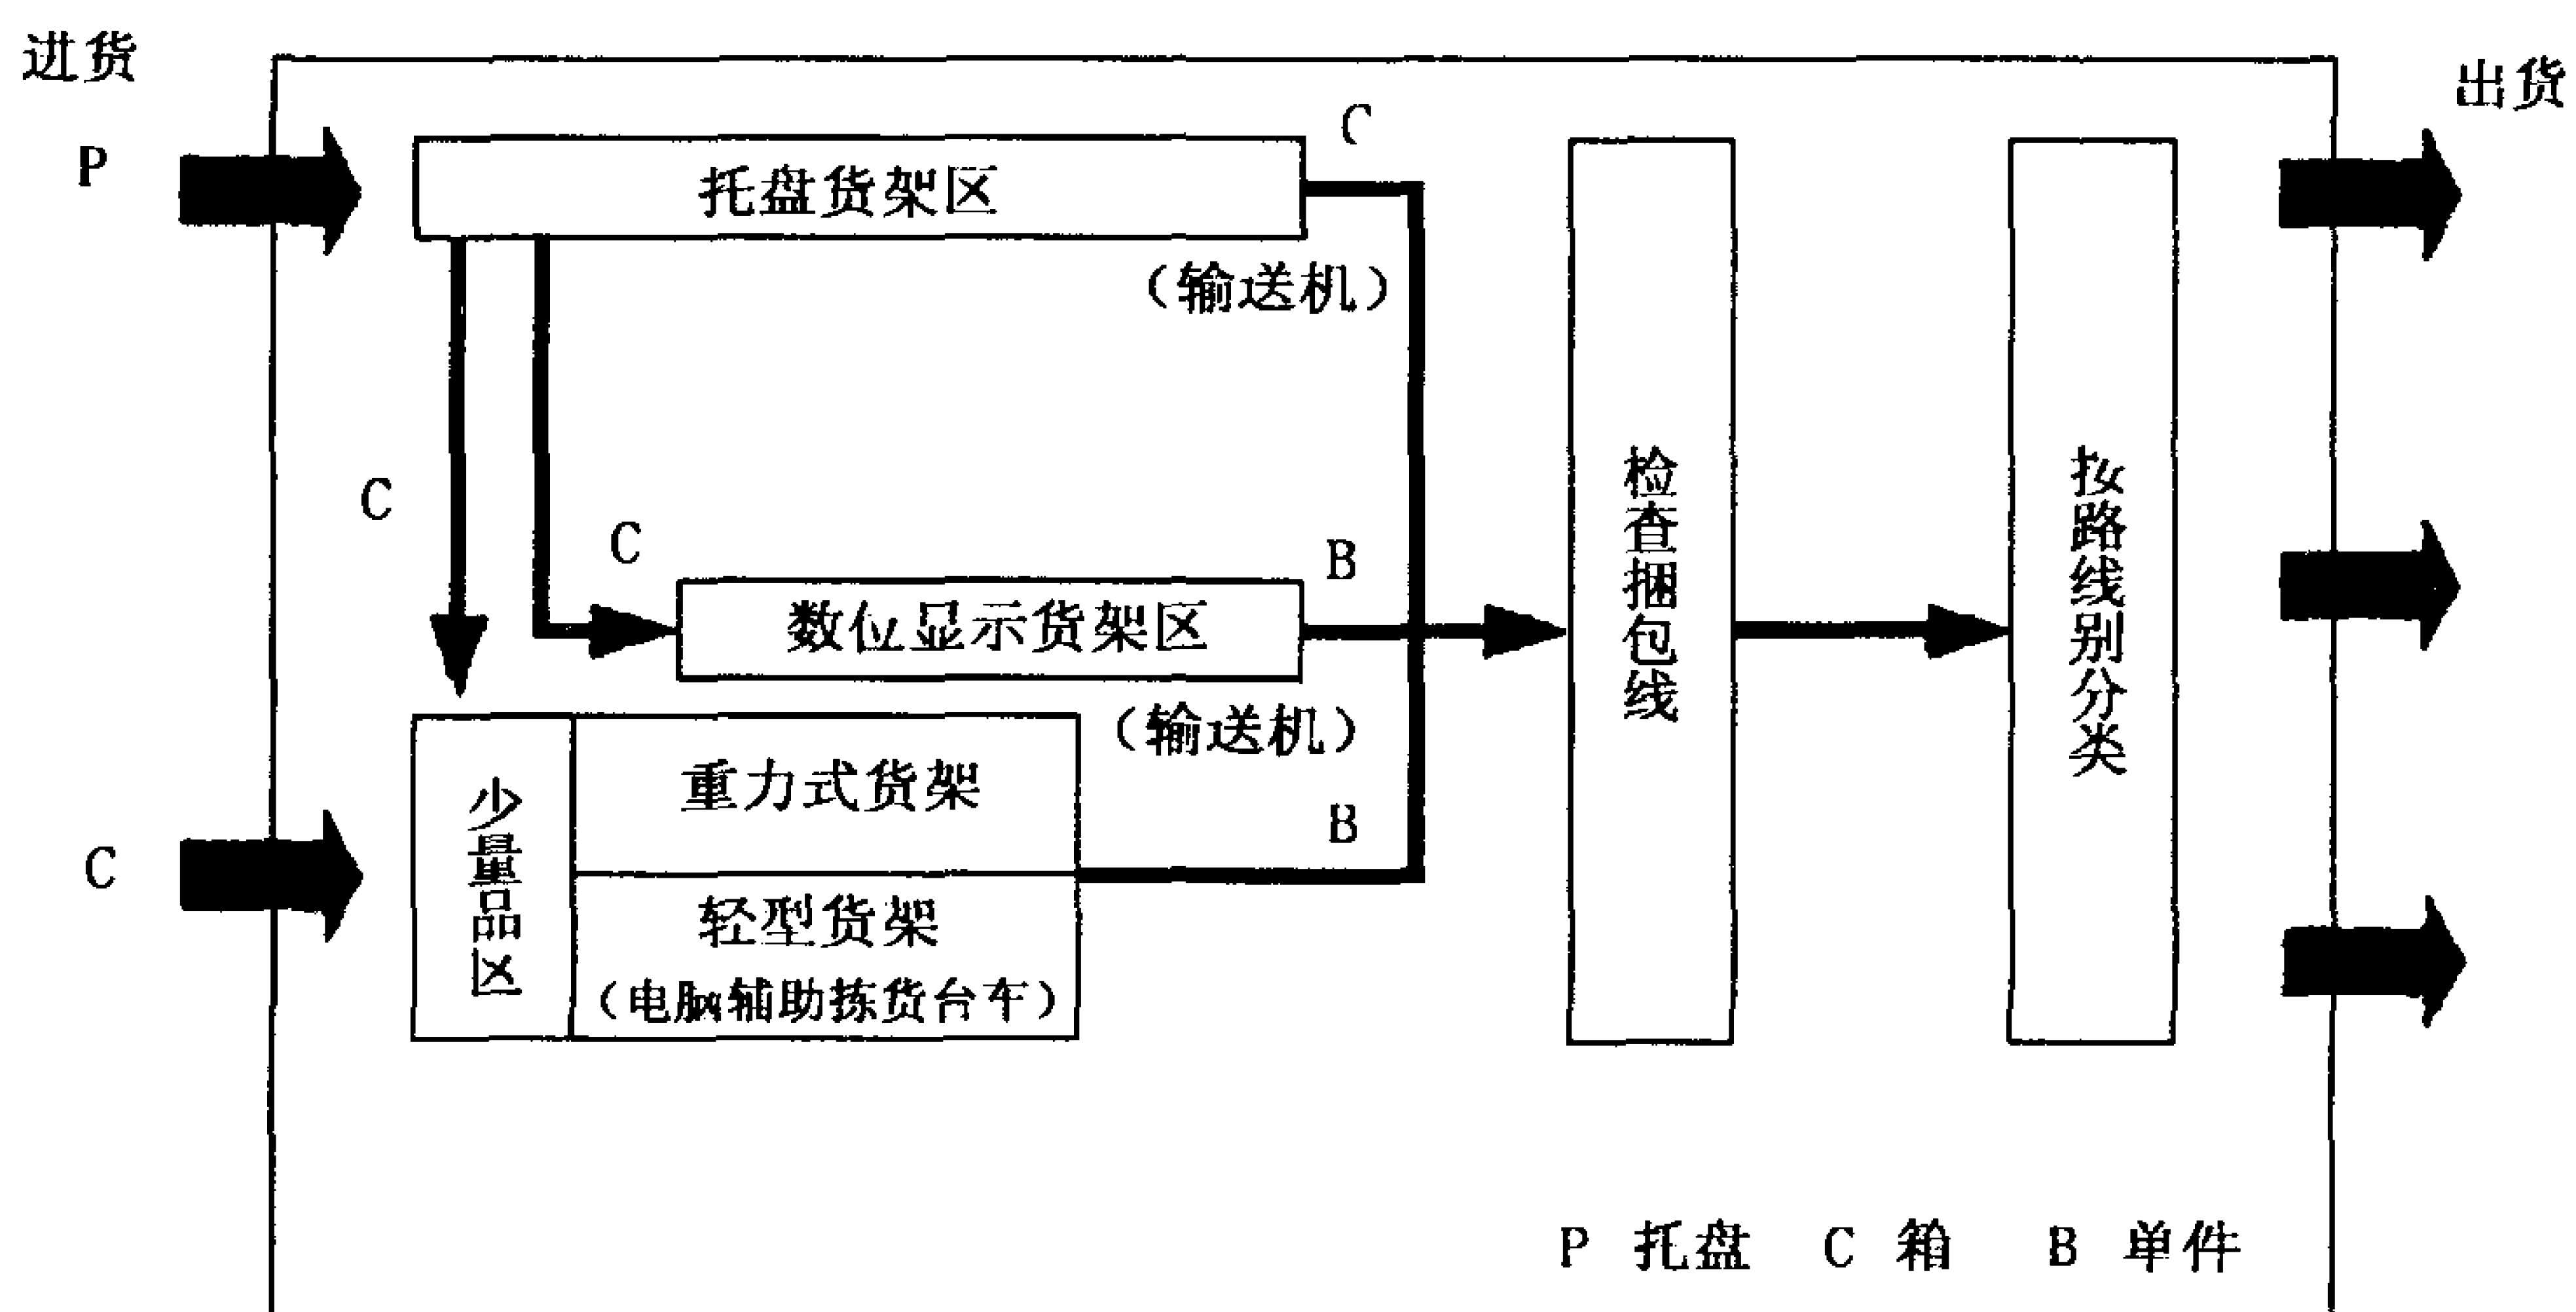 进货
出货
P
C
托盘货架区
（输送机）
C
C
B
数位显示货架区
（输送机）
检查捆包线
按路线别分类
重力式货架
少量品区
B
C
轻型货架
（电脑辅助拣货台车）
P 托盘 C 箱 B 单件